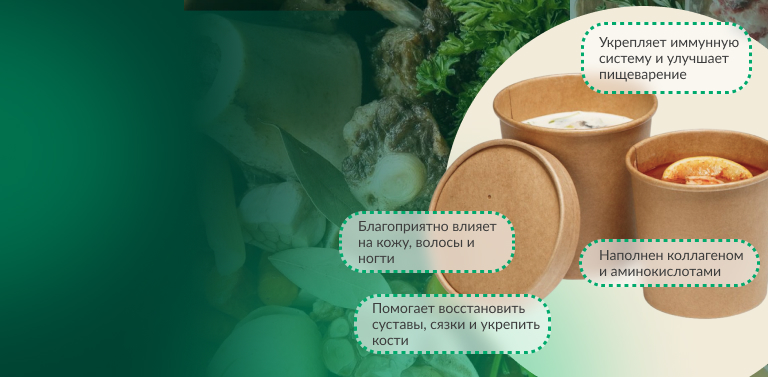 Укрепляет иммунную
систему и улучшает
пищеварение
Благоприятно влияет
на кожу, волосы и
ногти
Наполнен коллагеном
и аминокислотами
Помогает восстановить
суставы, сязки и укрепить
кости